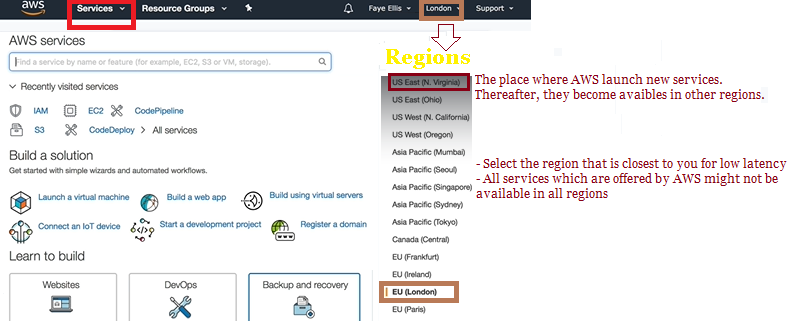 aws Services Resource Groups Faye Ellis London Support
AWS services
Find a service by name or feature (for example, EC2, S3 or VM, storage).
Recently visited services
IAM EC2 CodePipeline
S3 CodeDeploy > All services
Build a solution
Get started with simple wizards and automated workflows.
Launch a virtual machine Build a web app Build using virtual servers
Connect an IoT device Start a development project Register a domain
Learn to build
Websites DevOps Backup and recovery
Regions
US East (N. Virginia)
US East (Ohio)
US West (N. California)
US West (Oregon)
Asia Pacific (Mumbai)
Asia Pacific (Seoul)
Asia Pacific (Singapore)
Asia Pacific (Sydney)
Asia Pacific (Tokyo)
Canada (Central)
EU (Frankfurt)
EU (Ireland)
EU (London)
EU (Paris)
The place where AWS launch new services.
Thereafter, they become avaibles in other regions.
- Select the region that is closest to you for low latency
- All services which are offered by AWS might not be
available in all regions